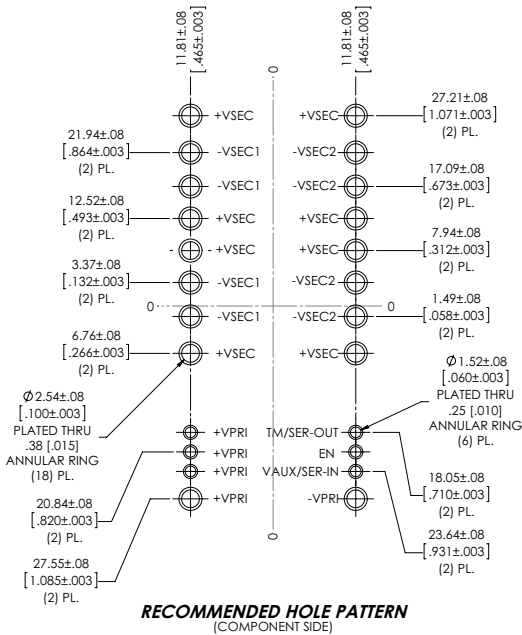 11.81±.08
[.465±.003]
0
11.81±.08
[.465±.003]
+VSEC
+VSEC
27.21±.08
[1.071±.003]
(2) PL.
21.94±.08
[.864±.003]
(2) PL.
-VSEC1
-VSEC2
-VSEC1
-VSEC2
17.09±.08
[.673±.003]
(2) PL.
12.52±.08
[.493±.003]
(2) PL.
+VSEC
+VSEC
+VSEC
+VSEC
7.94±.08
[.312±.003]
(2) PL.
3.37±.08
[.132±.003]
(2) PL.
-VSEC1
-VSEC2
0
0
-VSEC1
-VSEC2
1.49±.08
[.058±.003]
(2) PL.
6.76±.08
[.266±.003]
(2) PL.
+VSEC
+VSEC
Ø2.54±.08
[.100±.003]
PLATED THRU
.38 [.015]
ANNULAR RING
(18) PL.
Ø1.52±.08
[.060±.003]
PLATED THRU
.25 [.010]
ANNULAR RING
(6) PL.
+VPRI
TM/SER-OUT
+VPRI
EN
+VPRI
VAUX/SER-IN
+VPRI
-VPRI
18.05±.08
[.710±.003]
(2) PL.
20.84±.08
[.820±.003]
(2) PL.
23.64±.08
[.931±.003]
(2) PL.
27.55±.08
[1.085±.003]
(2) PL.
0
RECOMMENDED HOLE PATTERN
(COMPONENT SIDE)